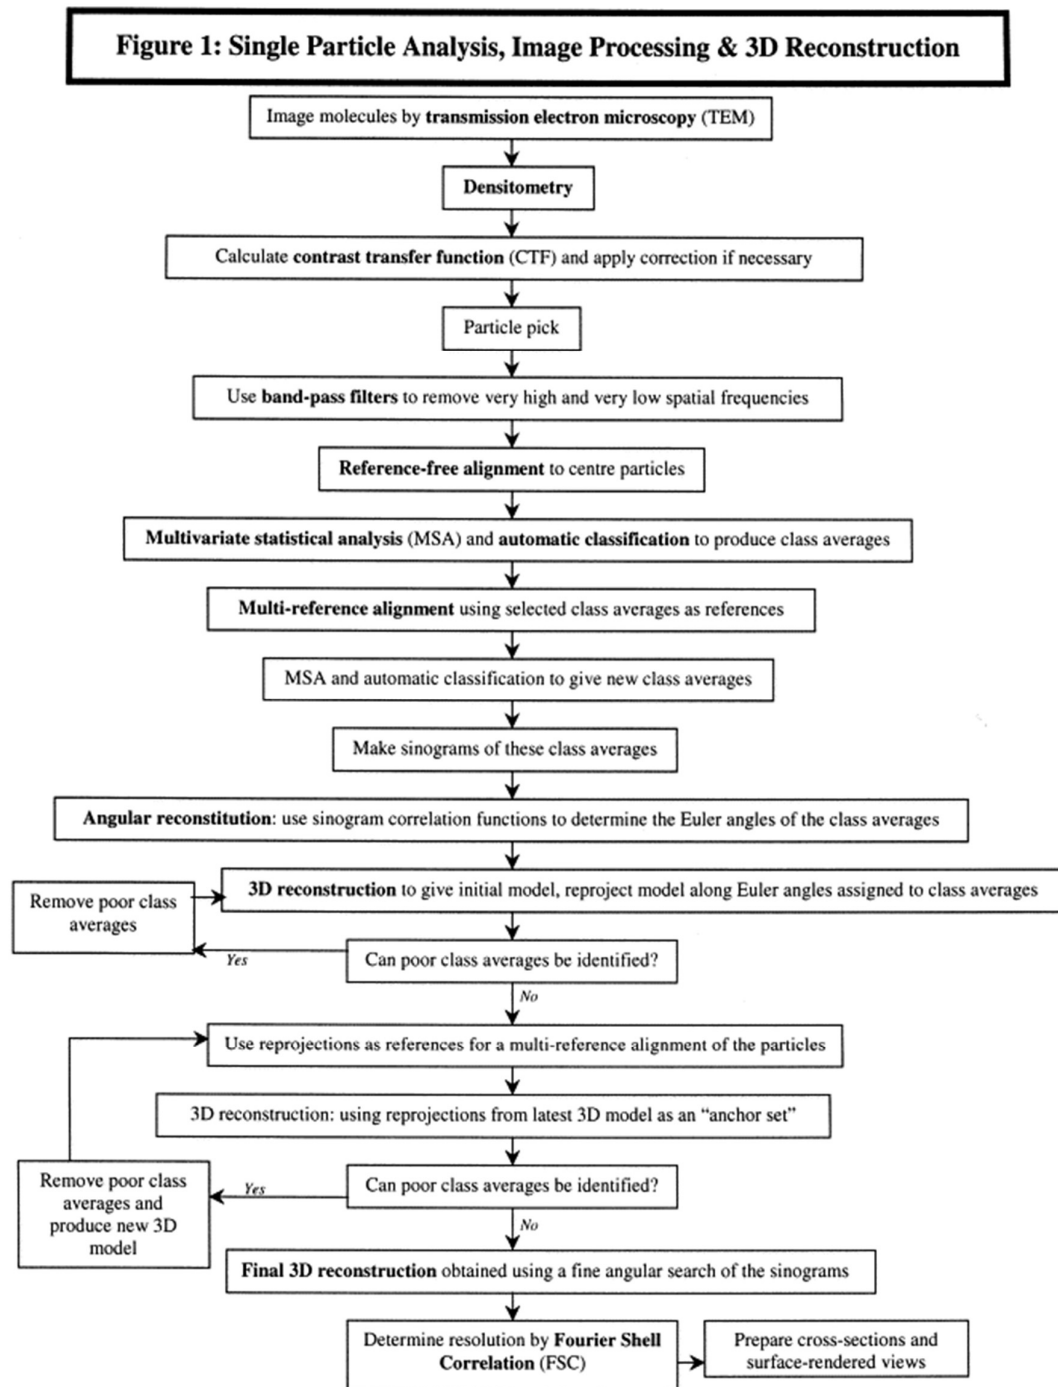 Figure 1: Single Particle Analysis, Image Processing & 3D Reconstruction
Image molecules by transmission electron microscopy (TEM)
Densitometry
Calculate contrast transfer function (CTF) and apply correction if necessary
Particle pick
Use band-pass filters to remove very high and very low spatial frequencies
Reference-free alignment to centre particles
Multivariate statistical analysis (MSA) and automatic classification to produce class averages
Multi-reference alignment using selected class averages as references
MSA and automatic classification to give new class averages
Make sinograms of these class averages
Angular reconstitution: use sinogram correlation functions to determine the Euler angles of the class averages
3D reconstruction to give initial model, reproject model along Euler angles assigned to class averages
Remove poor class
averages
Can poor class averages be identified?
Yes
No
Use reprojections as references for a multi-reference alignment of the particles
3D reconstruction: using reprojections from latest 3D model as an “anchor set”
Can poor class averages be identified?
Yes
Remove poor class
averages and
produce new 3D
model
No
Final 3D reconstruction obtained using a fine angular search of the sinograms
Determine resolution by Fourier Shell
Correlation (FSC)
Prepare cross-sections and
surface-rendered views